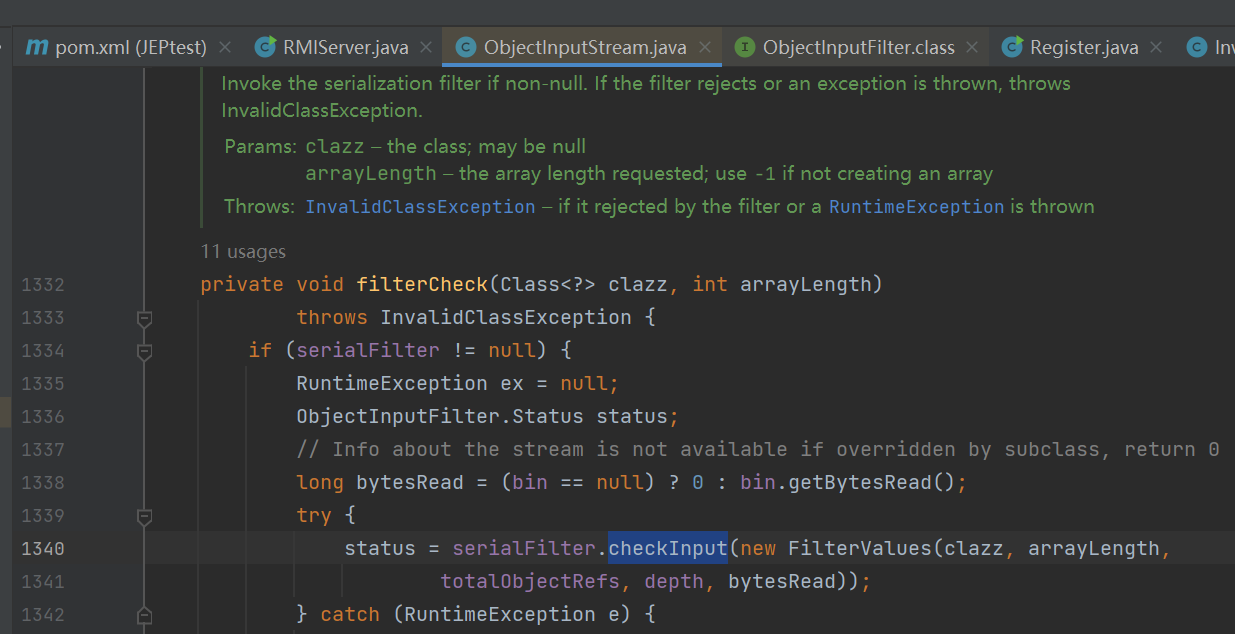 pom.xml (JEPtest) RMIServer.java ObjectInputStream.java ObjectInputFilter.class Register.java Inv
Invoke the serialization filter if non-null. If the filter rejects or an exception is thrown, throws
InvalidClassException.
Params: clazz – the class; may be null
arrayLength – the array length requested; use -1 if not creating an array
Throws: InvalidClassException – if it rejected by the filter or a RuntimeException is thrown
11 usages
1332 private void filterCheck(Class<?> clazz, int arrayLength)
1333 throws InvalidClassException {
1334 if (serialFilter != null) {
1335 RuntimeException ex = null;
1336 ObjectInputFilter.Status status;
1337 // Info about the stream is not available if overridden by subclass, return 0
1338 long bytesRead = (bin == null) ? 0 : bin.getBytesRead();
1339 try {
1340 status = serialFilter.checkInput(new FilterValues(clazz, arrayLength,
1341 totalObjectRefs, depth, bytesRead));
1342 } catch (RuntimeException e) {